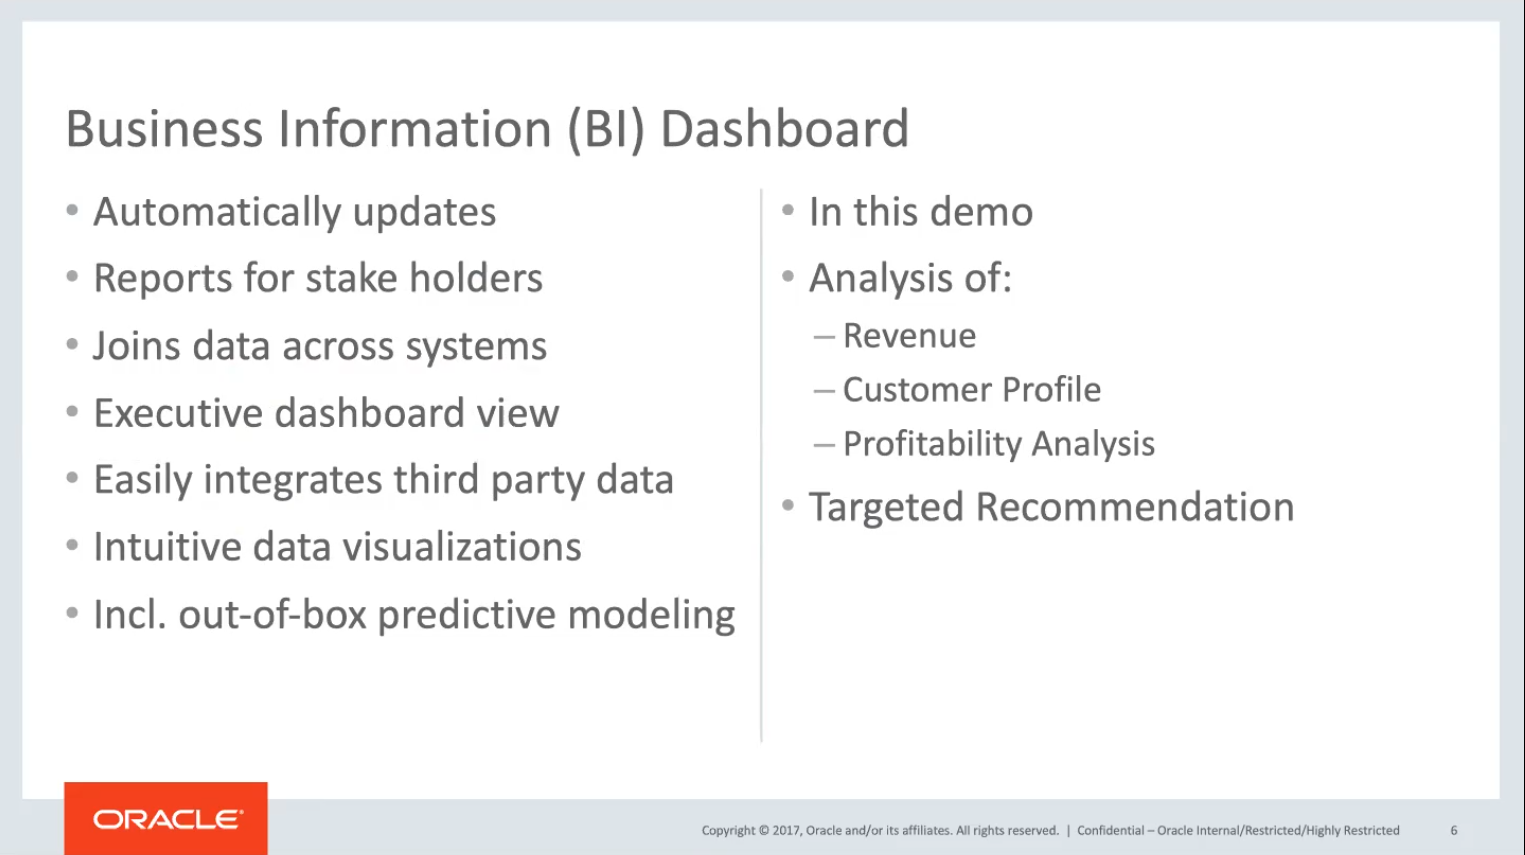 Business Information (BI) Dashboard
• Automatically updates
• Reports for stake holders
• Joins data across systems
• Executive dashboard view
• Easily integrates third party data
• Intuitive data visualizations
• Incl. out-of-box predictive modeling
• In this demo
• Analysis of:
– Revenue
– Customer Profile
– Profitability Analysis
• Targeted Recommendation
ORACLE®
Copyright © 2017, Oracle and/or its affiliates. All rights reserved. | Confidential – Oracle Internal/Restricted/Highly Restricted 6